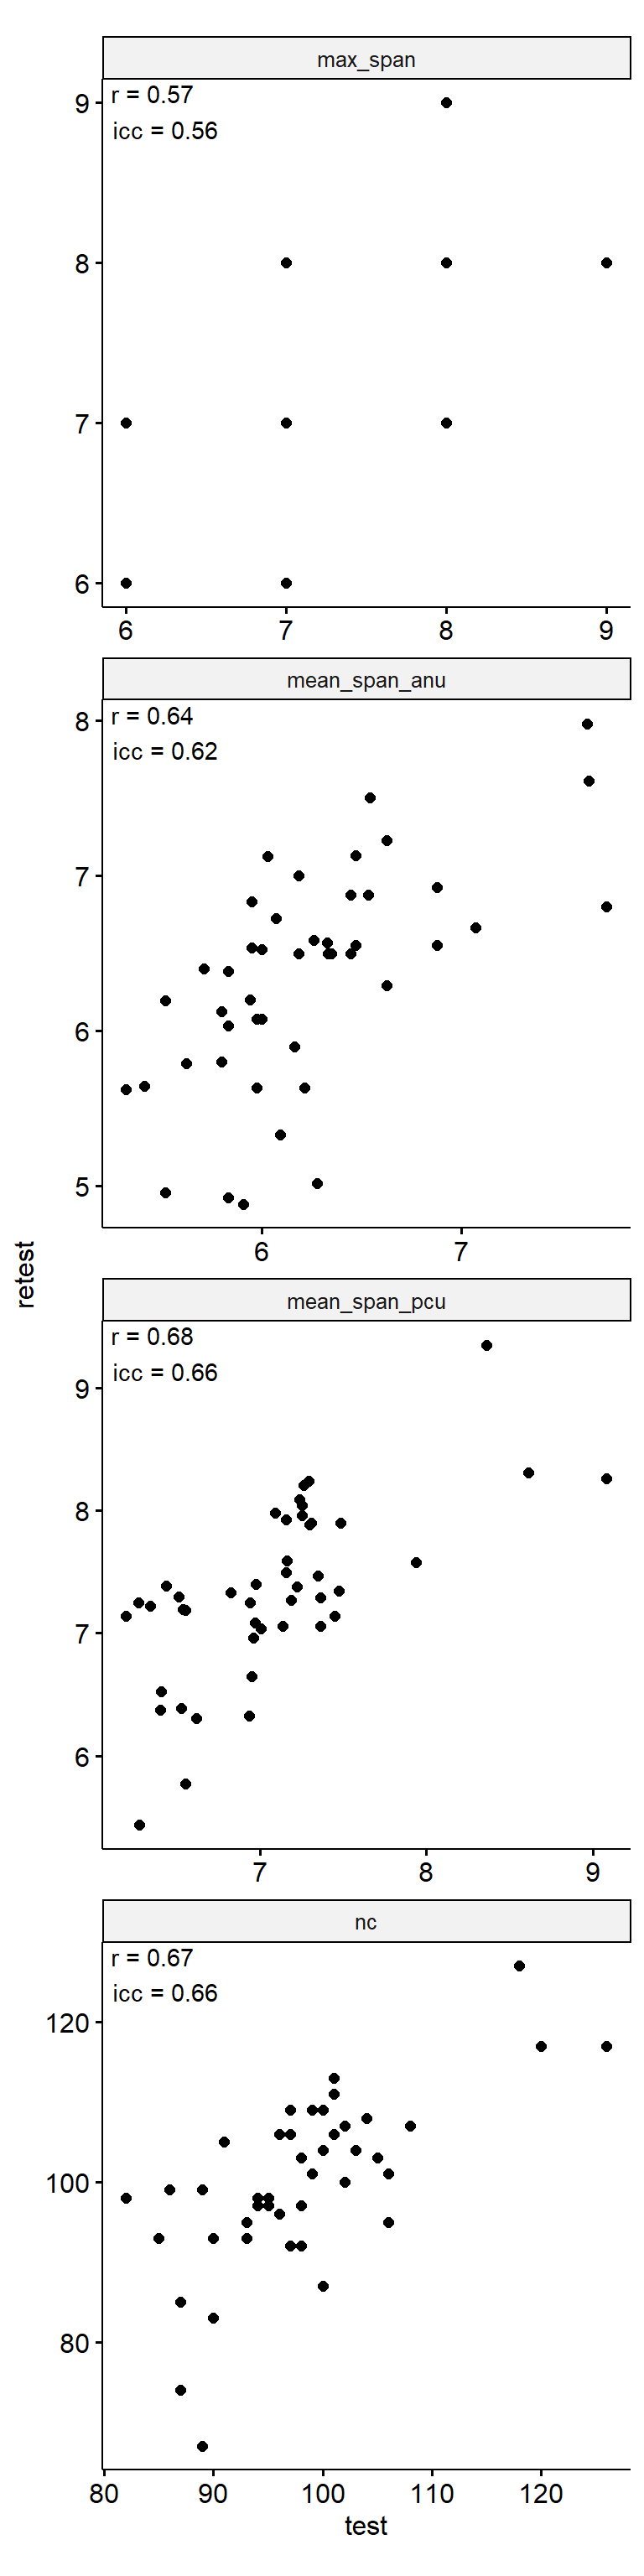 max_span
r = 0.57
icc = 0.56
9
8
7
6
6 7 8 9
mean_span_anu
r = 0.64
icc = 0.62
8
7
6
5
6 7
retest
mean_span_pcu
r = 0.68
icc = 0.66
9
8
7
6
7 8 9
nc
r = 0.67
icc = 0.66
120
100
80
80 90 100 110 120
test